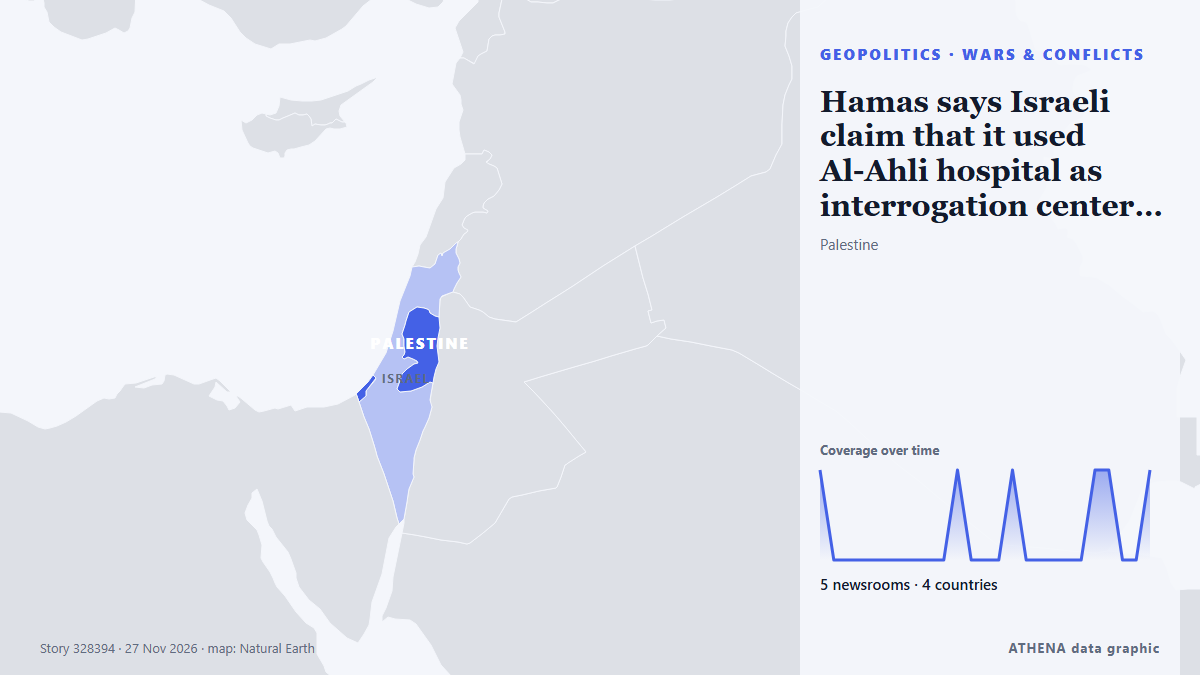 GEOPOLITICS · WARS & CONFLICTS
Hamas says Israeli
claim that it used
Al-Ahli hospital as
interrogation center...
Palestine
PALESTINE
ISRAEL
Coverage over time
5 newsrooms · 4 countries
Story 328394 · 27 Nov 2026 · map: Natural Earth
ATHENA data graphic